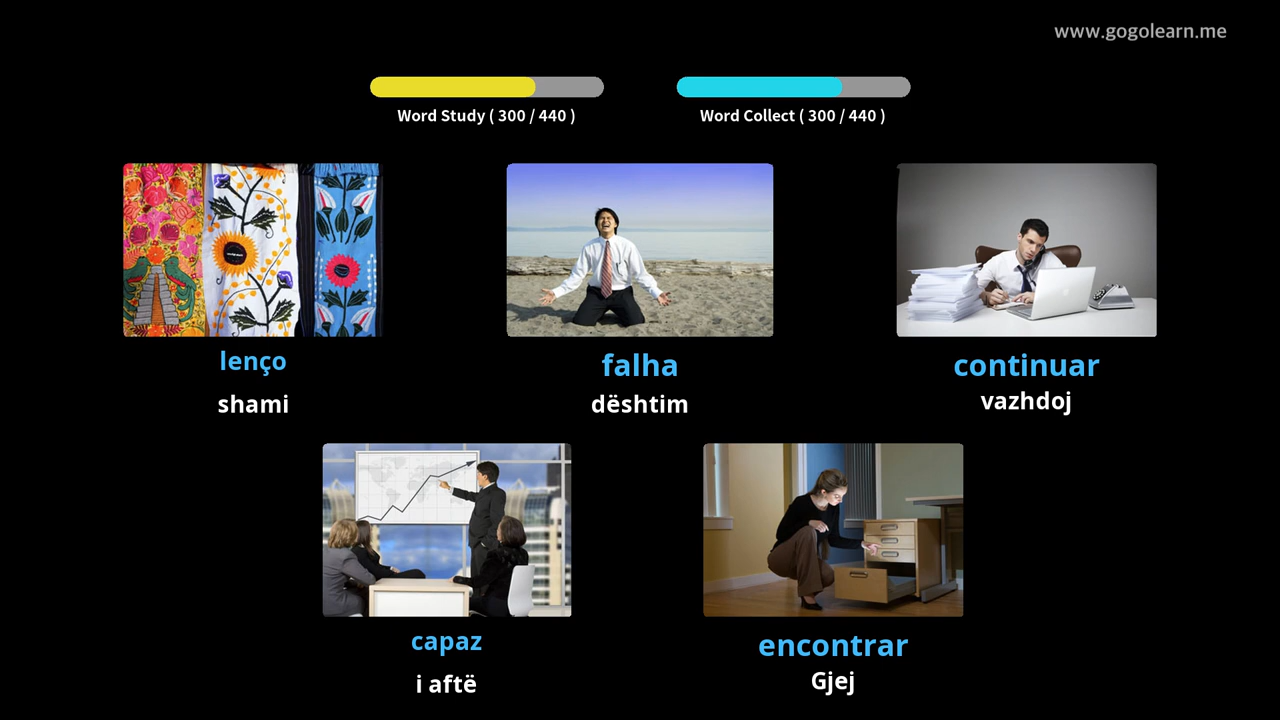 www.gogolearn.me
Word Study ( 300 / 440 )
Word Collect ( 300 / 440 )
lenço
shami
falha
dështim
continuar
vazhdoj
capaz
i aftë
encontrar
Gjej